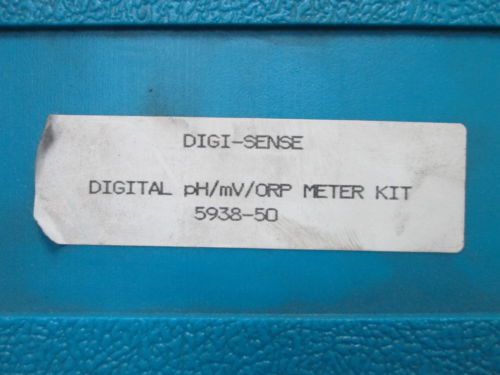 DIGI-SENSE
DIGITAL pH/mV/ORP METER KIT
5938-50